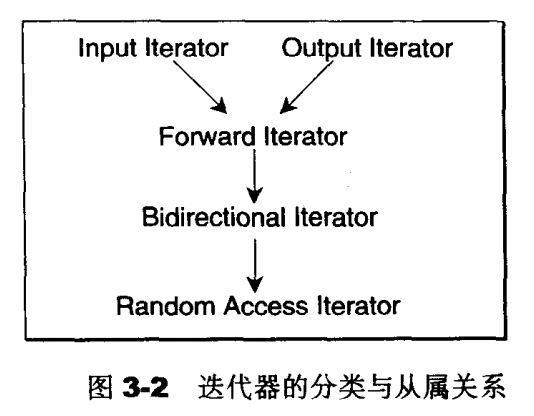 Input Iterator Output Iterator
Forward Iterator
Bidirectional Iterator
Random Access Iterator
图 3-2 迭代器的分类与从属关系